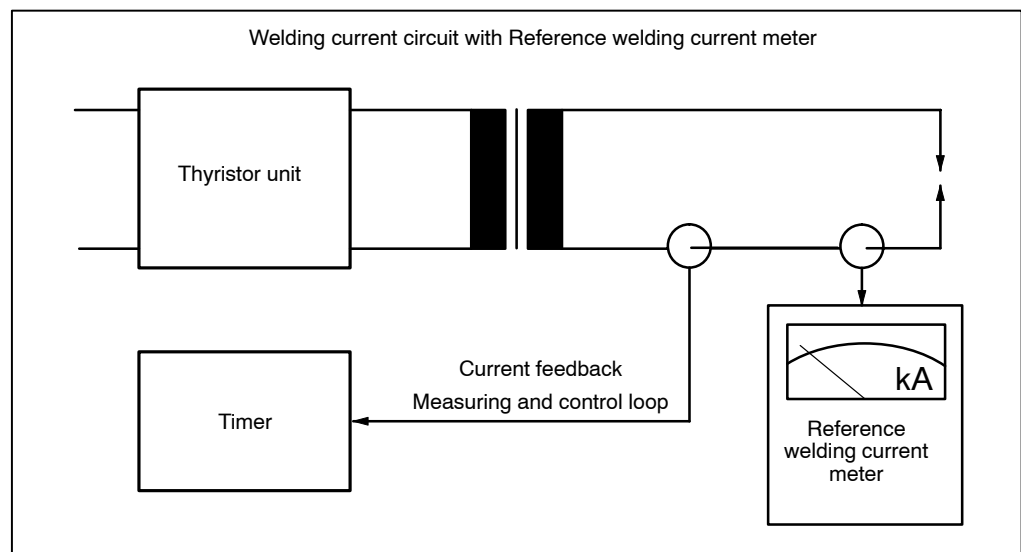 Welding current circuit with Reference welding current meter
Thyristor unit
Current feedback
Measuring and control loop
Timer
kA
Reference
welding current
meter